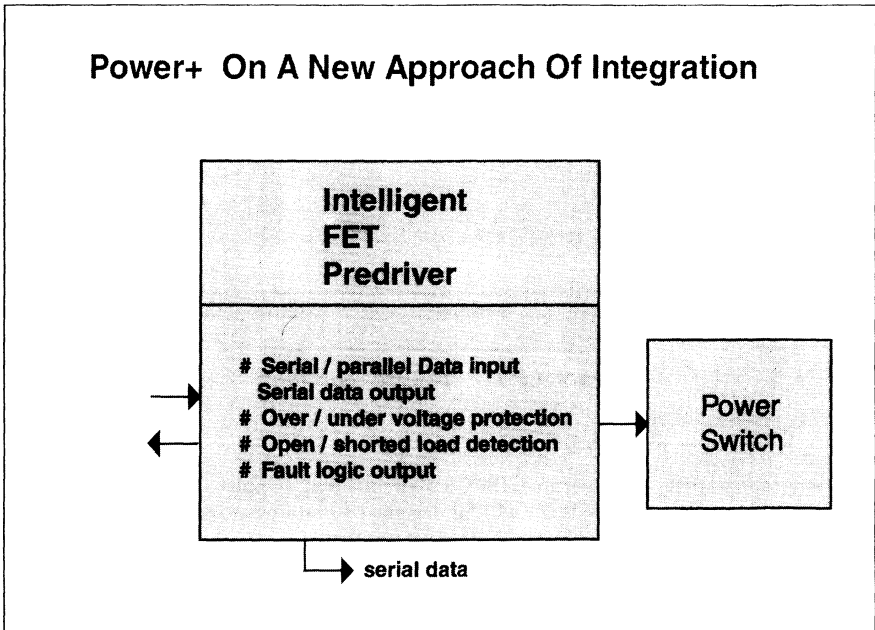 Power+ On A New Approach Of Integration
Intelligent
FET
Predriver
# Serial / parallel Data input
Serial data output
# Over / under voltage protection
# Open / shorted load detection
# Fault logic output
Power
Switch
serial data